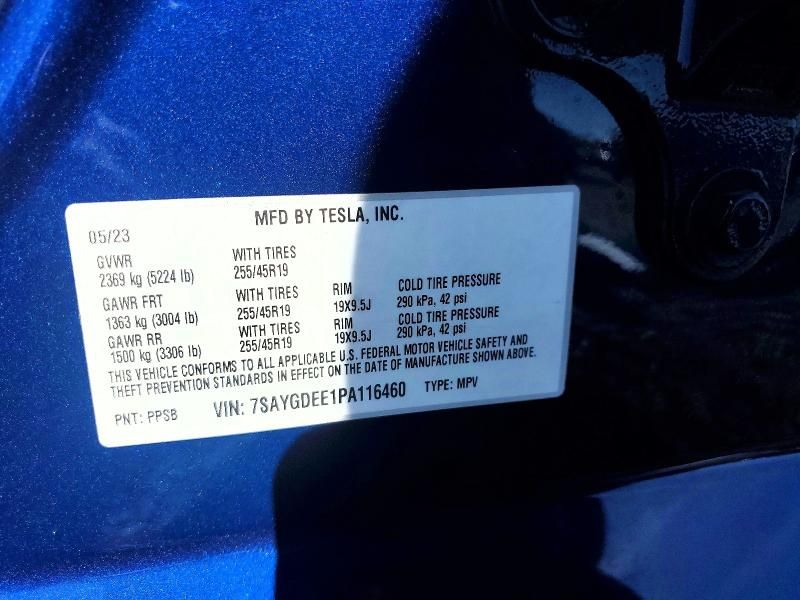 MFD BY TESLA, INC.
05/23
GVWR WITH TIRES
2369 kg (5224 lb) 255/45R19
GAWR FRT WITH TIRES RIM COLD TIRE PRESSURE
1363 kg (3004 lb) 255/45R19 19X9.5J 290 kPa, 42 psi
GAWR RR WITH TIRES RIM COLD TIRE PRESSURE
1500 kg (3306 lb) 255/45R19 19X9.5J 290 kPa, 42 psi
THIS VEHICLE CONFORMS TO ALL APPLICABLE U.S. FEDERAL MOTOR VEHICLE SAFETY AND
THEFT PREVENTION STANDARDS IN EFFECT ON THE DATE OF MANUFACTURE SHOWN ABOVE.
PNT: PPSB VIN: 7SAYGDEE1PA116460 TYPE: MPV